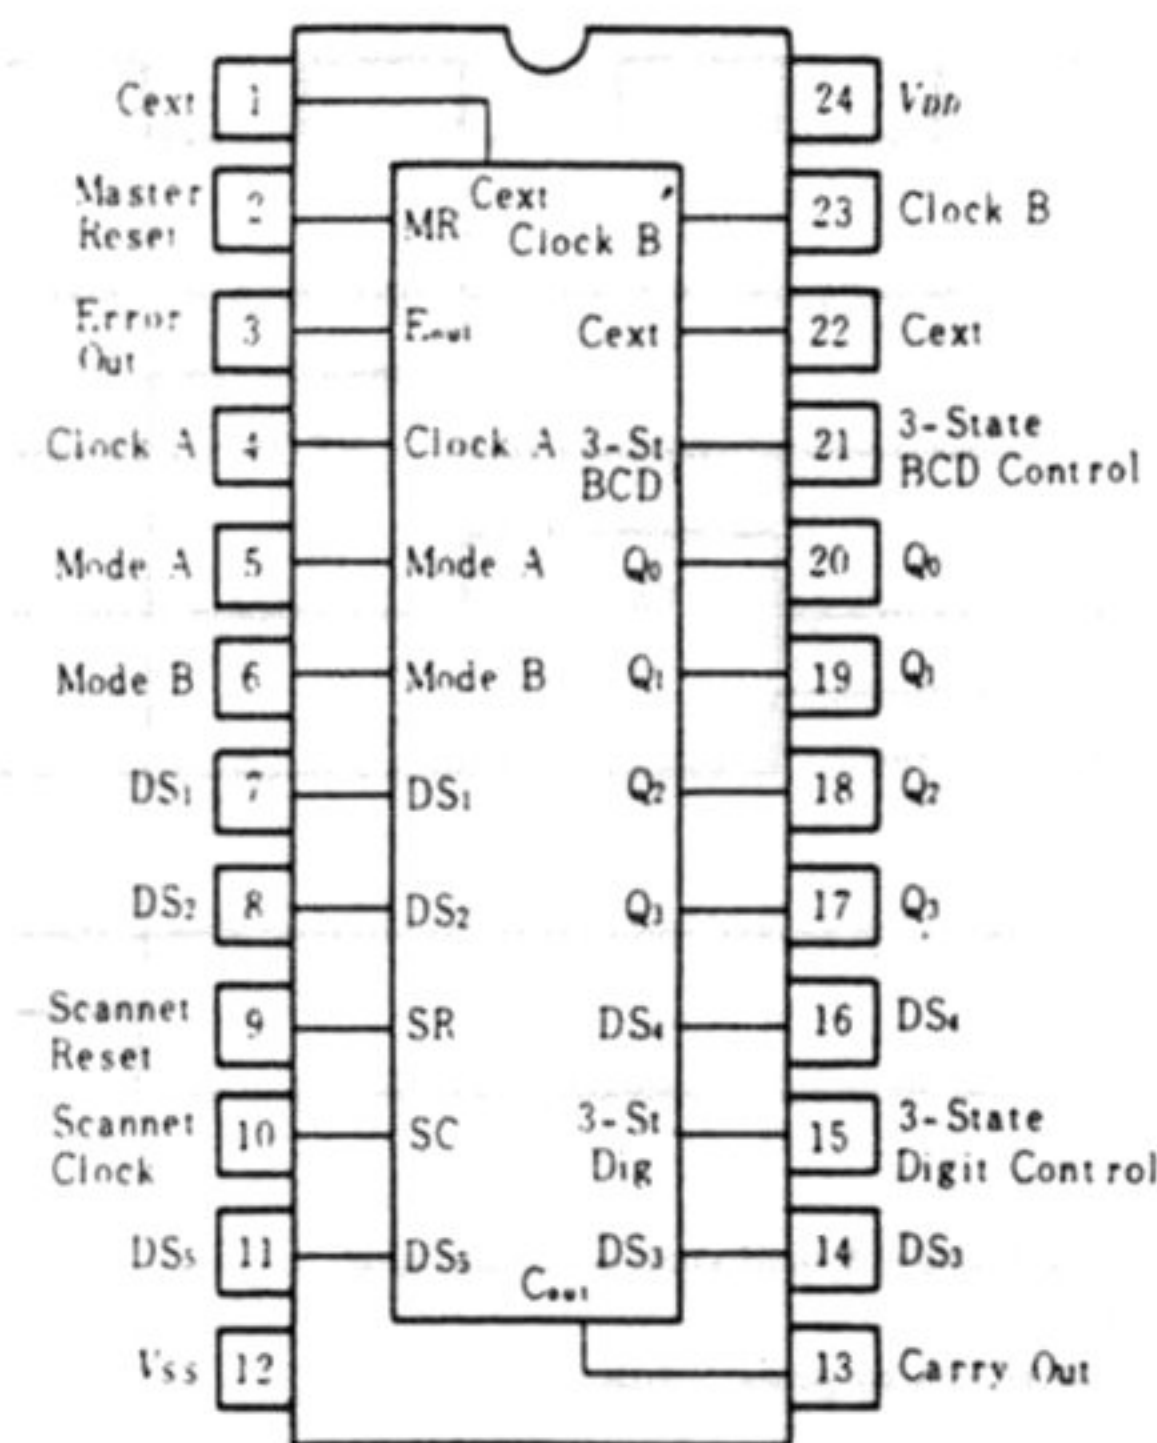 Cext 1
Master
Reset 2
Error
Out 3
Clock A 4
Mode A 5
Mode B 6
DS₁ 7
DS₂ 8
Scannet
Reset 9
Scannet
Clock 10
DS₅ 11
Vss 12
Cext
MR
Clock B
Eout
Cext
Clock A
3-St
BCD
Mode A
Q₀
Mode B
Q₁
DS₁
Q₂
DS₂
Q₃
SR
DS₄
SC
3-St
Dig
DS₅
DS₃
Cout
24 VDD
23 Clock B
22 Cext
21 3-State
BCD Control
20 Q₀
19 Q₁
18 Q₂
17 Q₃
16 DS₄
15 3-State
Digit Control
14 DS₃
13 Carry Out